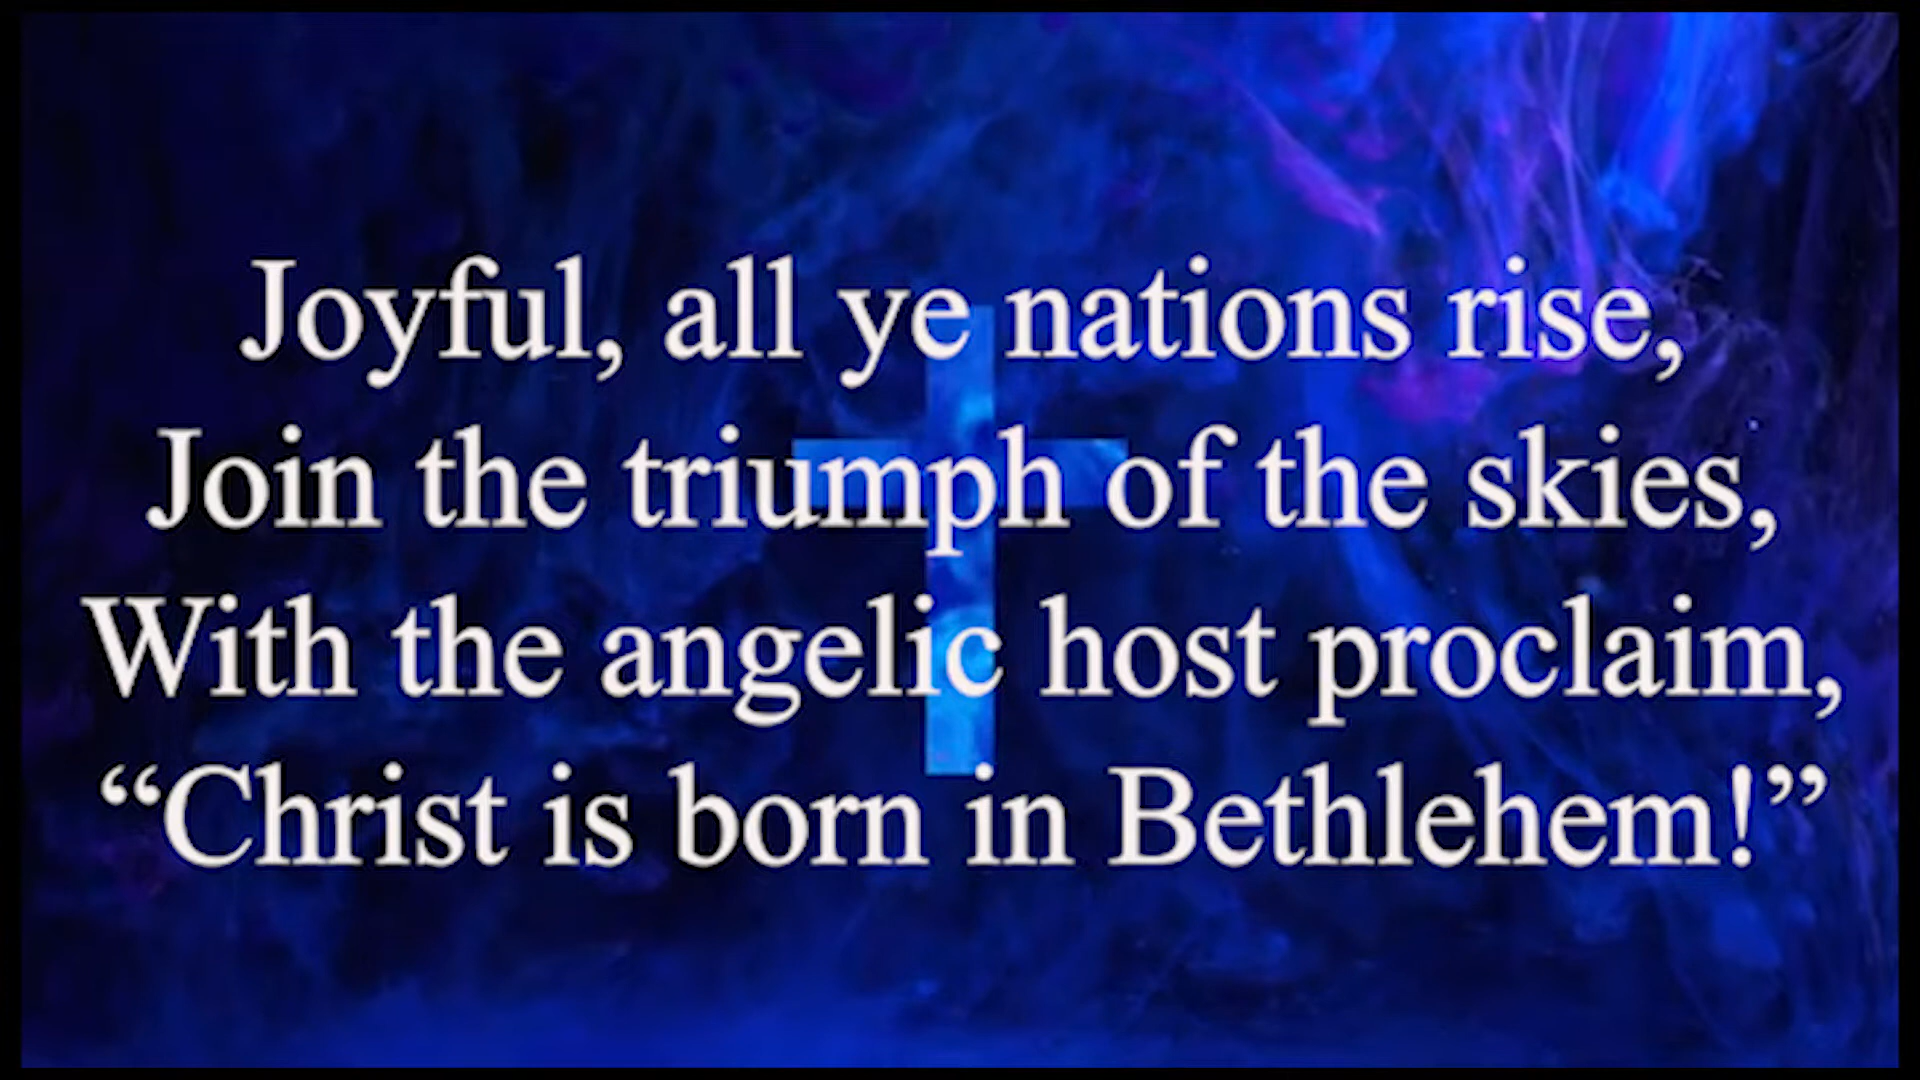 Joyful, all ye nations rise,
Join the triumph of the skies,
With the angelic host proclaim,
“Christ is born in Bethlehem!”